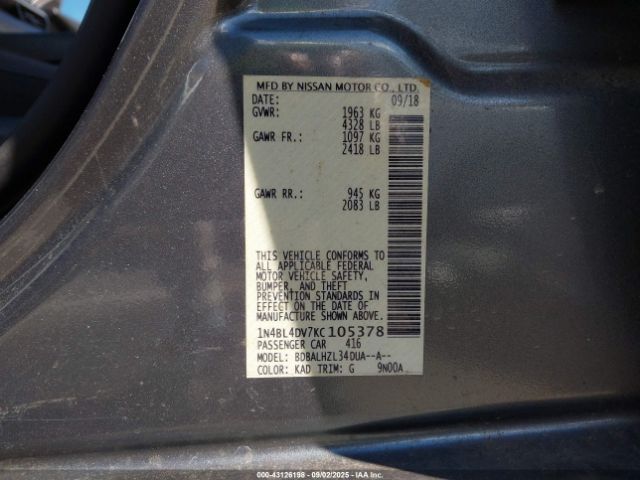 MFD BY NISSAN MOTOR CO., LTD.
DATE: 09/18
GVWR: 1963 KG
4328 LB
GAWR FR.: 1097 KG
2418 LB
GAWR RR.: 945 KG
2083 LB
THIS VEHICLE CONFORMS TO
ALL APPLICABLE FEDERAL
MOTOR VEHICLE SAFETY,
BUMPER, AND THEFT
PREVENTION STANDARDS IN
EFFECT ON THE DATE OF
MANUFACTURE SHOWN ABOVE.
1N4BL4DV7KC105378
PASSENGER CAR 416
MODEL: BDBALHZL34DUA--A--
COLOR: KAD TRIM: G 9N00A
000-43126198 - 09/02/2025 - IAAI.COM